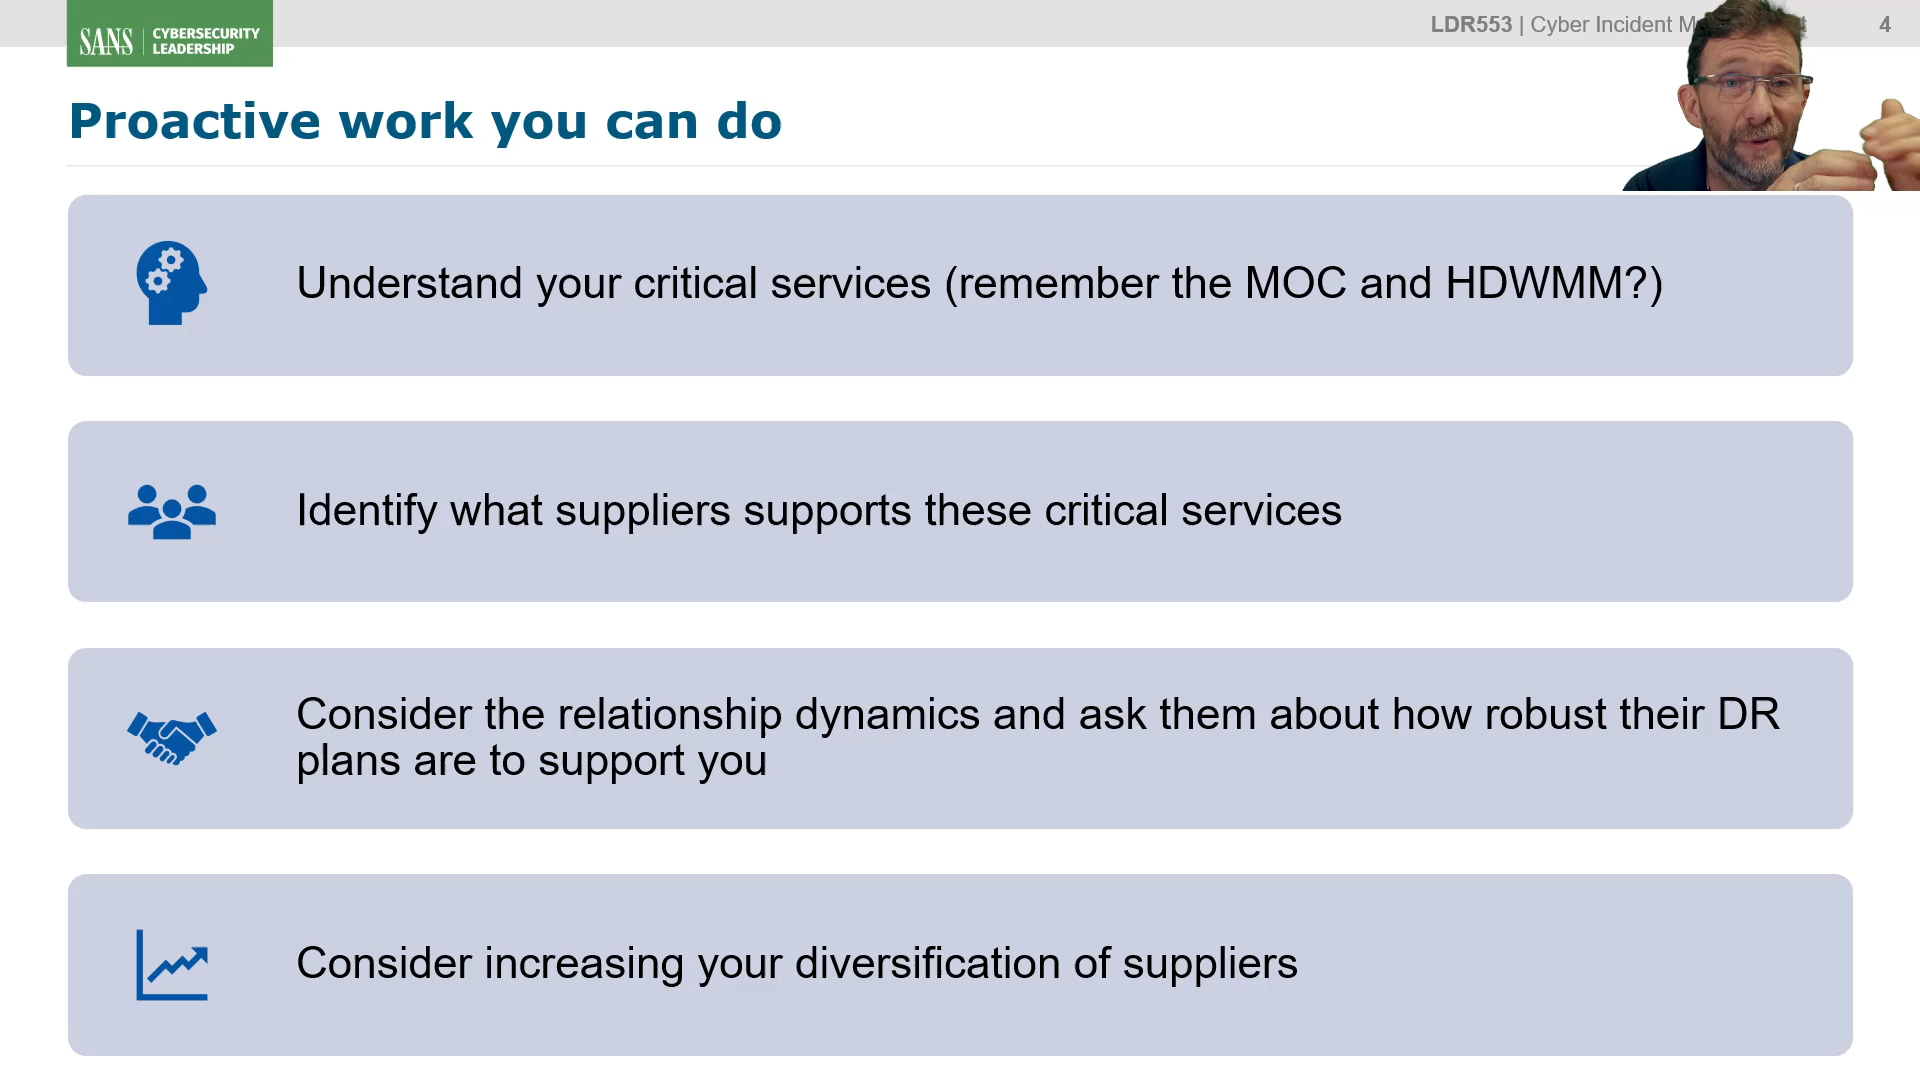 SANS
CYBERSECURITY
LEADERSHIP
LDR553 | Cyber Incident
4
Proactive work you can do
Understand your critical services (remember the MOC and HDWMM?)
Identify what suppliers supports these critical services
Consider the relationship dynamics and ask them about how robust their DR
plans are to support you
Consider increasing your diversification of suppliers